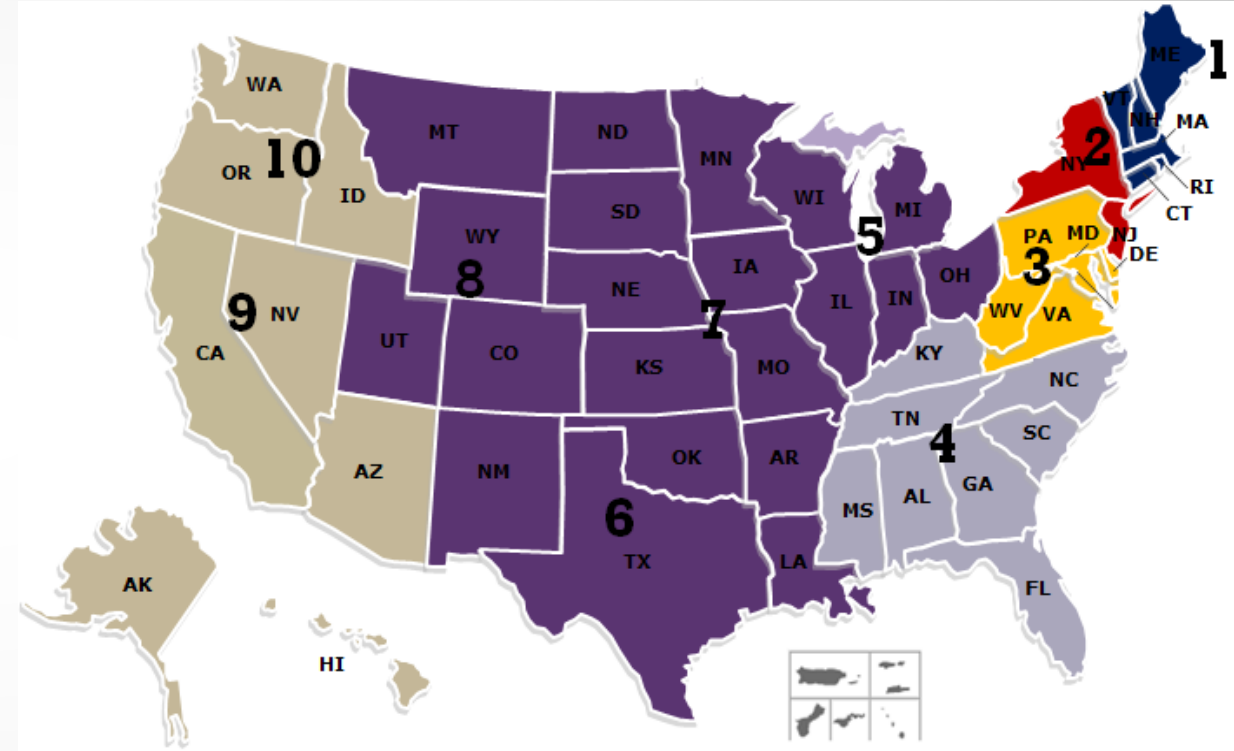 ME
1
WA
VT
NH
MA
MT
ND
MN
2
NY
OR
10
ID
RI
SD
WI
MI
CT
WY
5
PA
MD
NJ
3
DE
8
IA
OH
NE
IL
IN
WV
VA
9
NV
7
UT
CO
KS
MO
KY
CA
NC
TN
4
SC
AZ
NM
OK
AR
GA
MS
AL
6
TX
LA
AK
FL
HI